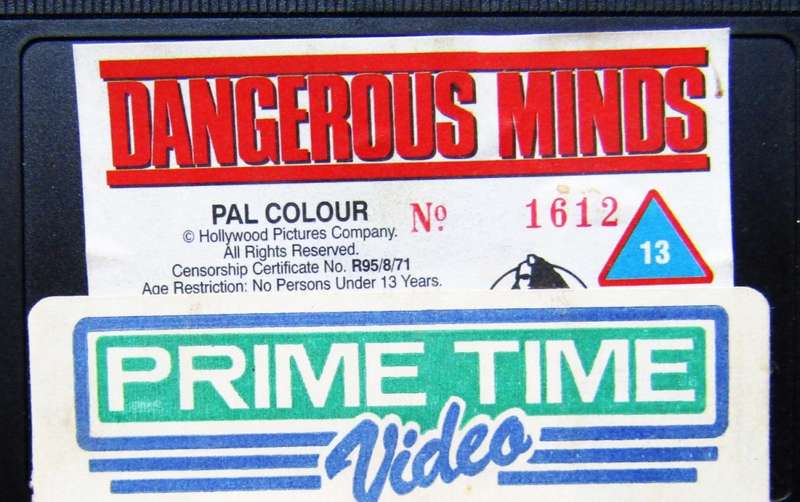 DANGEROUS MINDS
PAL COLOUR Nº 1612
© Hollywood Pictures Company.
All Rights Reserved.
Censorship Certificate No. R95/8/71
Age Restriction: No Persons Under 13 Years.
13
PRIME TIME
Video